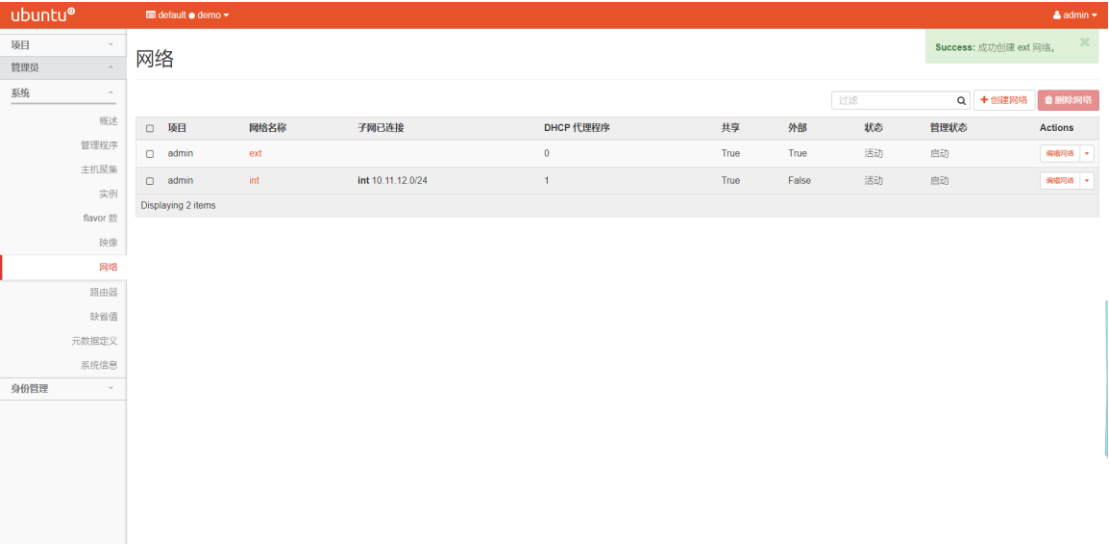 ubuntu®
default ● demo
admin
项目
管理员
系统
概述
管理程序
主机聚集
实例
flavor 数
映像
网络
路由器
缺省值
元数据定义
系统信息
身份管理
网络
Success: 成功创建 ext 网络。
过滤
创建网络
删除网络
项目 网络名称 子网已连接 DHCP 代理程序 共享 外部 状态 管理状态 Actions
admin ext 0 True True 活动 启动 编辑网络
admin int int 10.11.12.0/24 1 True False 活动 启动 编辑网络
Displaying 2 items